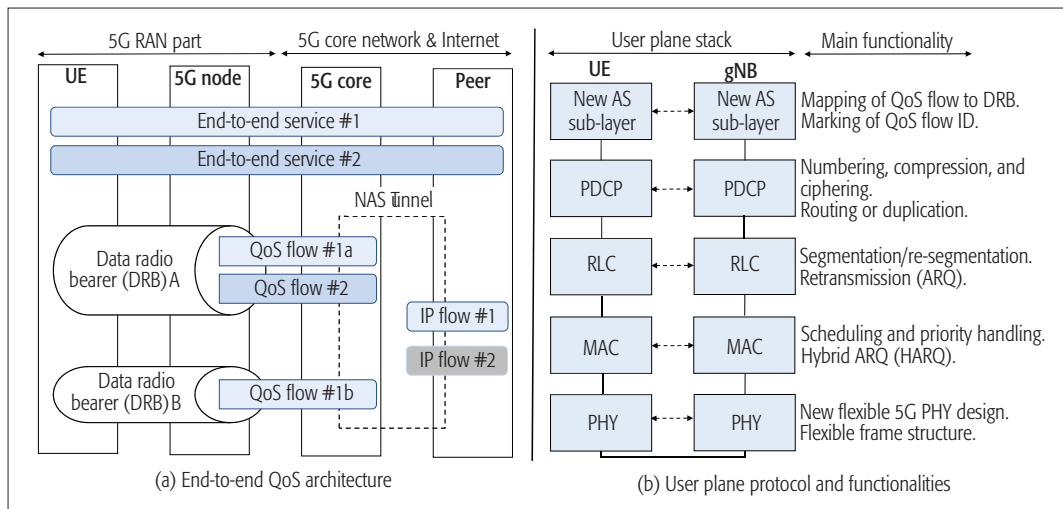 5G RAN part
5G core network & Internet
UE
5G node
5G core
Peer
End-to-end service #1
End-to-end service #2
NAS Tunnel
Data radio
bearer (DRB) A
QoS flow #1a
QoS flow #2
IP flow #1
IP flow #2
Data radio
bearer (DRB) B
QoS flow #1b
(a) End-to-end QoS architecture
User plane stack
Main functionality
UE
gNB
New AS
sub-layer
New AS
sub-layer
Mapping of QoS flow to DRB.
Marking of QoS flow ID.
PDCP
PDCP
Numbering, compression, and
ciphering.
Routing or duplication.
RLC
RLC
Segmentation/re-segmentation.
Retransmission (ARQ).
MAC
MAC
Scheduling and priority handling.
Hybrid ARQ (HARQ).
PHY
PHY
New flexible 5G PHY design.
Flexible frame structure.
(b) User plane protocol and functionalities